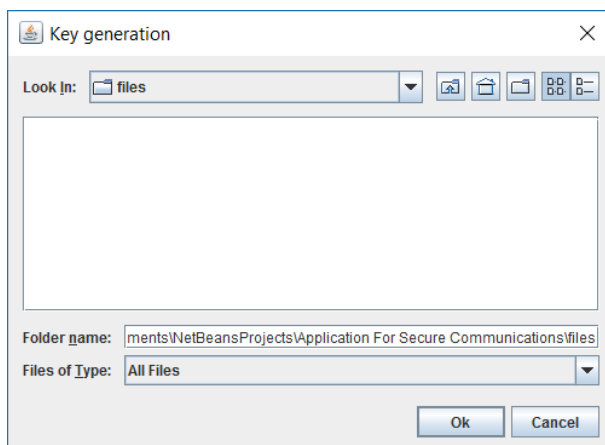 Key generation
Look In: files
Folder name: ments\NetBeansProjects\Application For Secure Communications\files
Files of Type: All Files
Ok Cancel